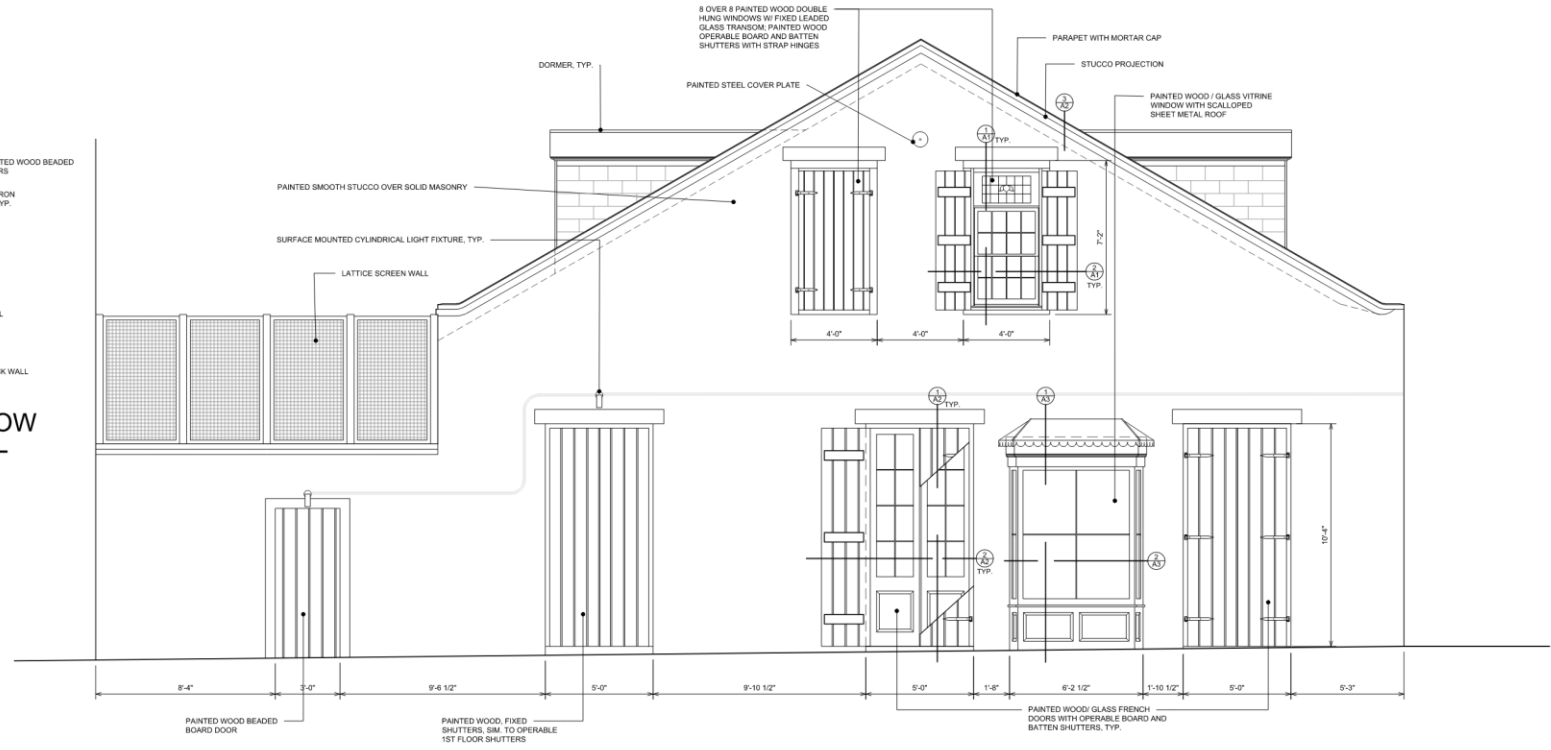 8 OVER 8 PAINTED WOOD DOUBLE
HUNG WINDOWS W/ FIXED LEADED
GLASS TRANSOM; PAINTED WOOD
OPERABLE BOARD AND BATTEN
SHUTTERS WITH STRAP HINGES
PARAPET WITH MORTAR CAP
DORMER, TYP.
STUCCO PROJECTION
PAINTED STEEL COVER PLATE
PAINTED WOOD / GLASS VITRINE
WINDOW WITH SCALLOPED
SHEET METAL ROOF
3
A2
1
A1
TYP.
TED WOOD BEADED
RS
RON
YP.
PAINTED SMOOTH STUCCO OVER SOLID MASONRY
SURFACE MOUNTED CYLINDRICAL LIGHT FIXTURE, TYP.
7'-2"
LATTICE SCREEN WALL
2
A1
TYP.
4'-0"
4'-0"
4'-0"
CK WALL
OW
1
A2
TYP.
1
A3
10'-4"
2
A2
TYP.
2
A3
8'-4"
3'-0"
9'-6 1/2"
5'-0"
9'-10 1/2"
5'-0"
1'-8"
6'-2 1/2"
1'-10 1/2"
5'-0"
5'-3"
PAINTED WOOD BEADED
BOARD DOOR
PAINTED WOOD, FIXED
SHUTTERS, SIM. TO OPERABLE
1ST FLOOR SHUTTERS
PAINTED WOOD/ GLASS FRENCH
DOORS WITH OPERABLE BOARD AND
BATTEN SHUTTERS, TYP.